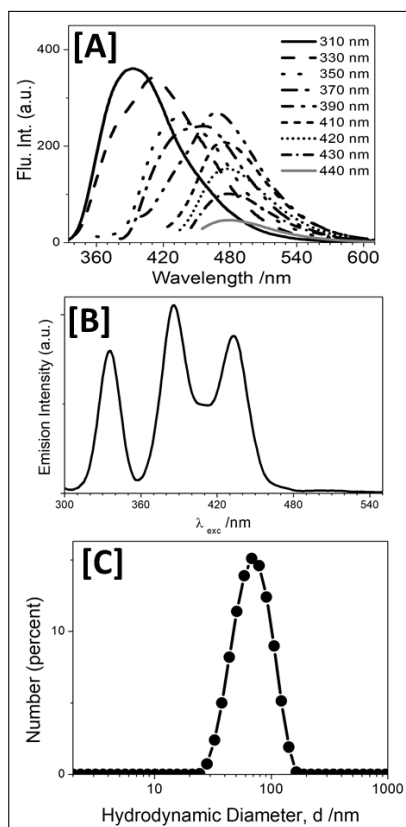 [A]
400
200
0
Flu. Int. (a.u.)
310 nm
330 nm
350 nm
370 nm
390 nm
410 nm
420 nm
430 nm
440 nm
360 420 480 540 600
Wavelength /nm
[B]
Emision Intensity (a.u.)
300 360 420 480 540
λ exc /nm
[C]
10
0
Number (percent)
10 100 1000
Hydrodynamic Diameter, d /nm